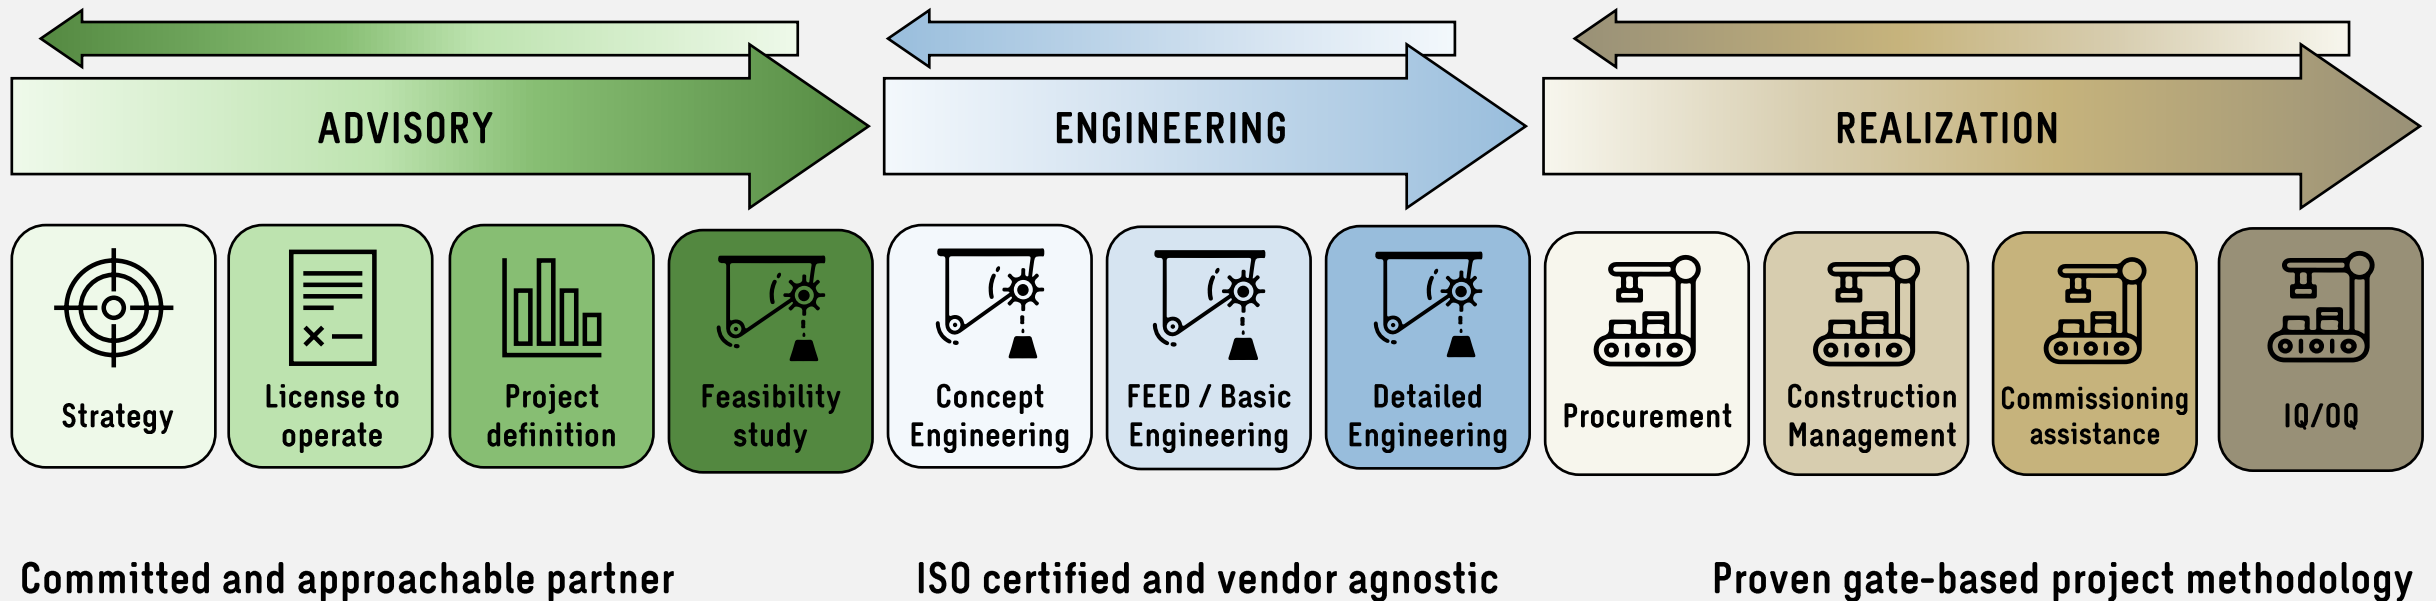 ADVISORY
ENGINEERING
REALIZATION
Strategy
License to
operate
Project
definition
Feasibility
study
Concept
Engineering
FEED / Basic
Engineering
Detailed
Engineering
Procurement
Construction
Management
Commissioning
assistance
IQ/OQ
Committed and approachable partner
ISO certified and vendor agnostic
Proven gate-based project methodology